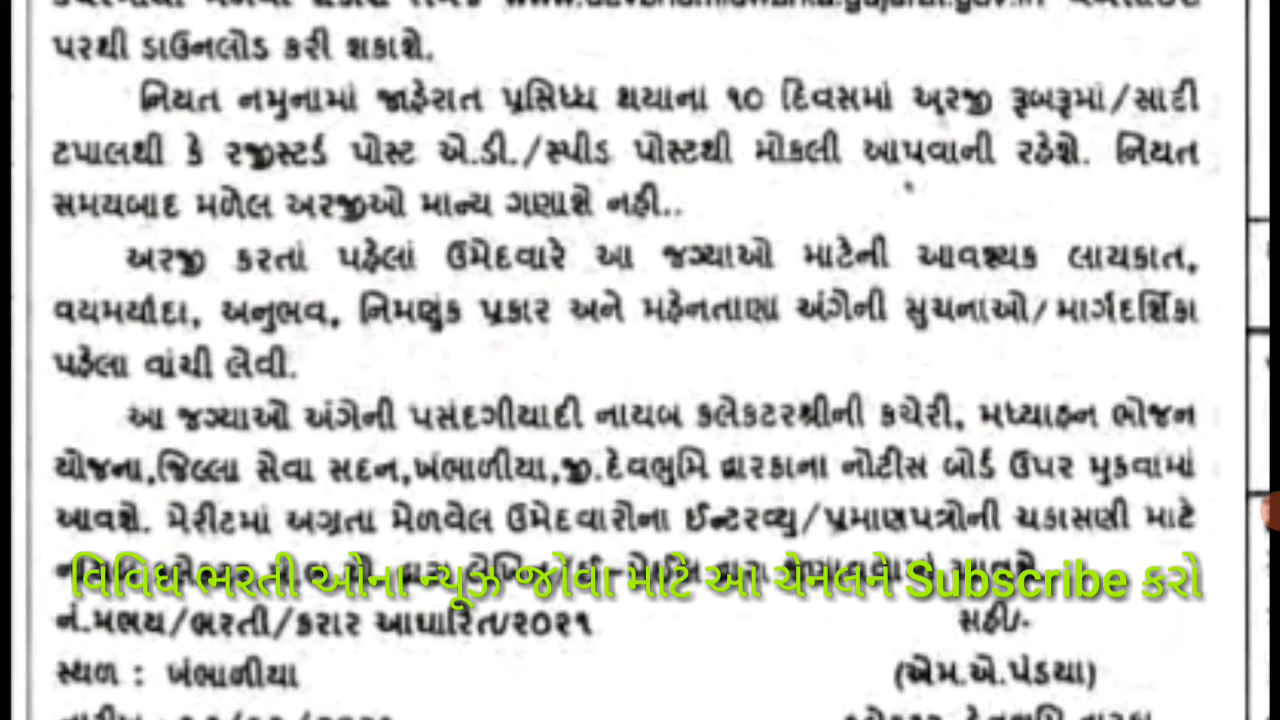 પરથી ડાઉનલોડ કરી શકાશે.
નિયત નમુનામાં જાહેરાત પ્રસિધ્ધ થયાના ૧૦ દિવસમાં અરજી રૂબરૂમાં/સાદી
ટપાલથી કે રજીસ્ટર્ડ પોસ્ટ એ.ડી./સ્પીડ પોસ્ટથી મોકલી આપવાની રહેશે. નિયત
સમયબાદ મળેલ અરજીઓ માન્ય ગણાશે નહી..
અરજી કરતાં પહેલાં ઉમેદવારે આ જગ્યાઓ માટેની આવશ્યક લાયકાત,
વયમર્યાદા, અનુભવ, નિમણુંક પ્રકાર અને મહેનતાણા અંગેની સુચનાઓ/માર્ગદર્શિકા
પહેલા વાંચી લેવી.
આ જગ્યાઓ અંગેની પસંદગીયાદી નાયબ કલેકટરશ્રીની કચેરી, મધ્યાહન ભોજન
યોજના,જિલ્લા સેવા સદન,ખંભાળીયા,જી.દેવભુમિ દ્વારકાના નોટીસ બોર્ડ ઉપર મુકવામાં
આવશે. મેરીટમાં અગ્રતા મેળવેલ ઉમેદવારોના ઈન્ટરવ્યુ/પ્રમાણપત્રોની ચકાસણી માટે
વિવિધ ભરતી ઓના ન્યૂઝ જોવા માટે આ ચેનલને Subscribe કરો
નં.મભય/ભરતી/કરાર આધારિત/૨૦૨૧ સહી/-
સ્થળ : ખંભાળીયા (એમ.એ.પંડયા)